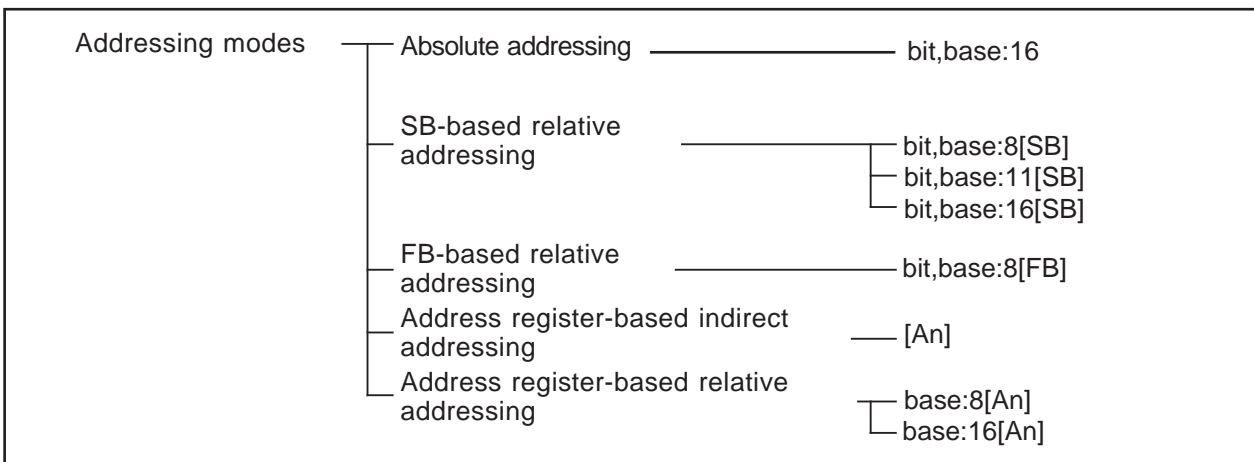 Addressing modes
Absolute addressing
bit,base:16
SB-based relative
addressing
bit,base:8[SB]
bit,base:11[SB]
bit,base:16[SB]
FB-based relative
addressing
bit,base:8[FB]
Address register-based indirect
addressing
[An]
Address register-based relative
addressing
base:8[An]
base:16[An]